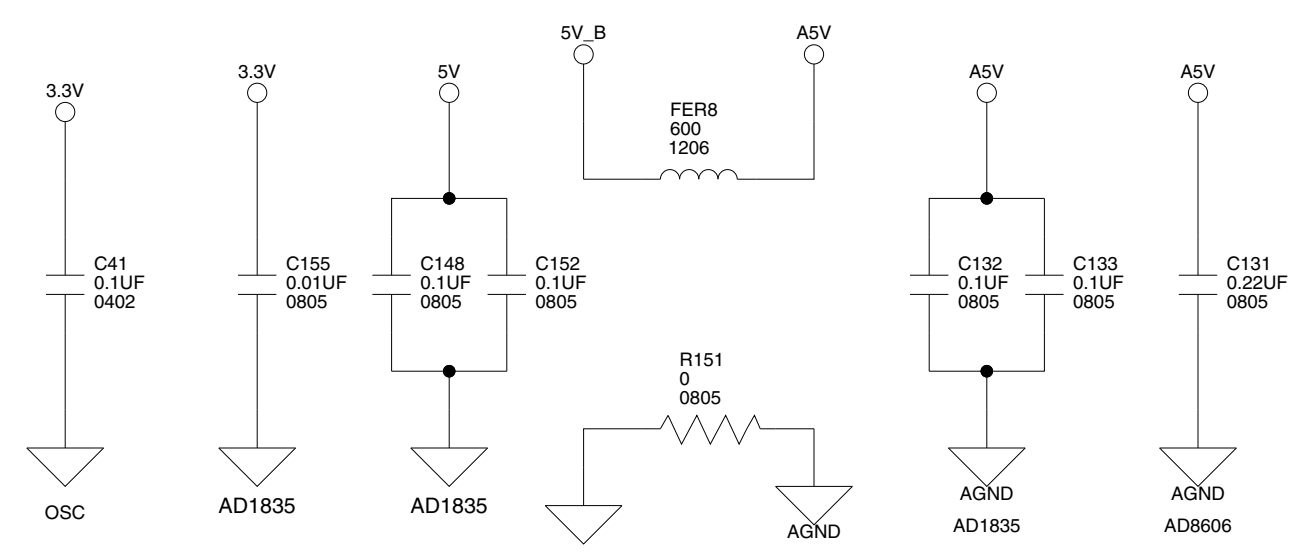 3.3V
C41
0.1UF
0402
OSC
3.3V
C155
0.01UF
0805
AD1835
5V
C148
0.1UF
0805
C152
0.1UF
0805
AD1835
5V_B
A5V
FER8
600
1206
R151
0
0805
AGND
A5V
C132
0.1UF
0805
C133
0.1UF
0805
AGND
AD1835
A5V
C131
0.22UF
0805
AGND
AD8606